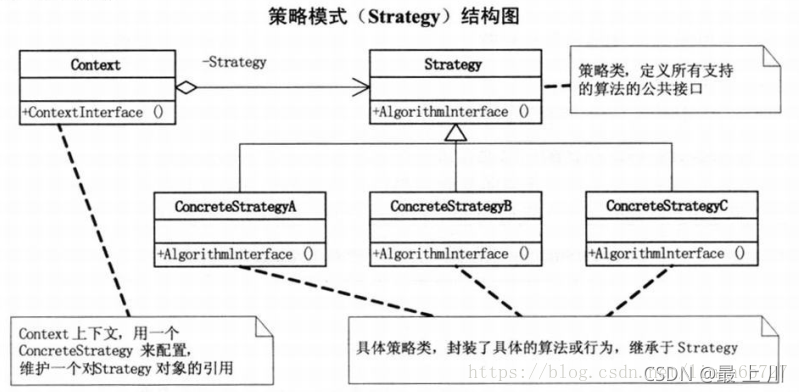 策略模式（Strategy）结构图
Context
-Strategy
Strategy
策略类，定义所有支持
的算法的公共接口
+ContextInterface ()
+AlgorithmInterface ()
ConcreteStrategyA
ConcreteStrategyB
ConcreteStrategyC
+AlgorithmInterface ()
+AlgorithmInterface ()
+AlgorithmInterface ()
Context 上下文，用一个
ConcreteStrategy 来配置，
维护一个对Strategy 对象的引用
具体策略类，封装了具体的算法或行为，继承于 Strategy
CSDN @最 上川